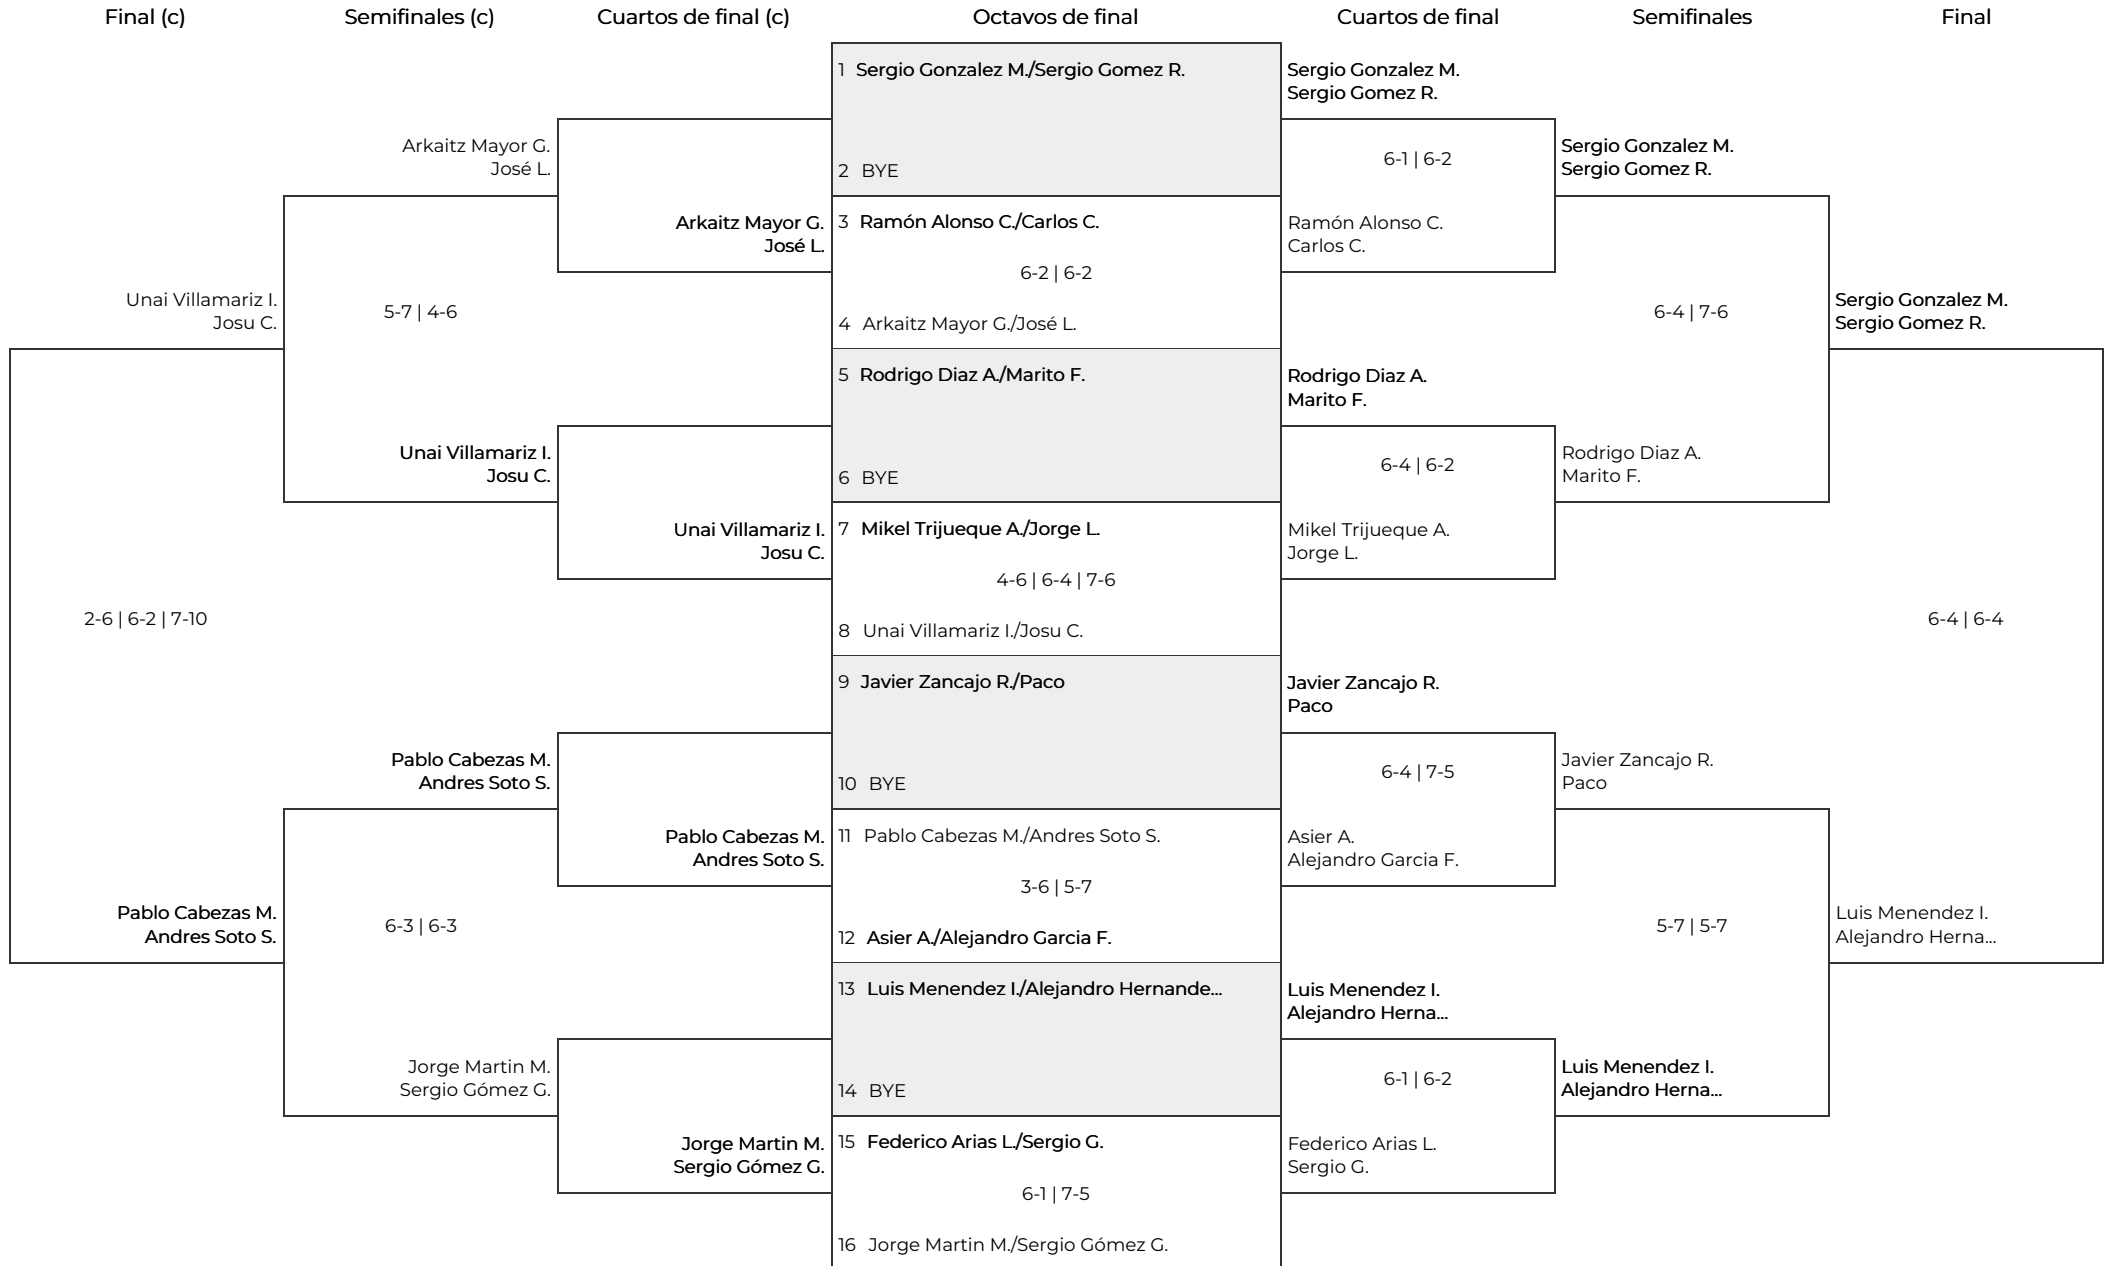 Final (c)
Semifinales (c)
Cuartos de final (c)
Octavos de final
Cuartos de final
Semifinales
Final
Unai Villamariz I.
Josu C.
2-6 | 6-2 | 7-10
Pablo Cabezas M.
Andres Soto S.
Arkaitz Mayor G.
José L.
5-7 | 4-6
Unai Villamariz I.
Josu C.
Pablo Cabezas M.
Andres Soto S.
6-3 | 6-3
Jorge Martin M.
Sergio Gómez G.
Arkaitz Mayor G.
José L.
Unai Villamariz I.
Josu C.
Pablo Cabezas M.
Andres Soto S.
Jorge Martin M.
Sergio Gómez G.
1 Sergio Gonzalez M./Sergio Gomez R.
2 BYE
3 Ramón Alonso C./Carlos C.
6-2 | 6-2
4 Arkaitz Mayor G./José L.
5 Rodrigo Diaz A./Marito F.
6 BYE
7 Mikel Trijueque A./Jorge L.
4-6 | 6-4 | 7-6
8 Unai Villamariz I./Josu C.
9 Javier Zancajo R./Paco
10 BYE
11 Pablo Cabezas M./Andres Soto S.
3-6 | 5-7
12 Asier A./Alejandro Garcia F.
13 Luis Menendez I./Alejandro Hernande...
14 BYE
15 Federico Arias L./Sergio G.
6-1 | 7-5
16 Jorge Martin M./Sergio Gómez G.
Sergio Gonzalez M.
Sergio Gomez R.
6-1 | 6-2
Ramón Alonso C.
Carlos C.
Rodrigo Diaz A.
Marito F.
6-4 | 6-2
Mikel Trijueque A.
Jorge L.
Javier Zancajo R.
Paco
6-4 | 7-5
Asier A.
Alejandro Garcia F.
Luis Menendez I.
Alejandro Herna...
6-1 | 6-2
Federico Arias L.
Sergio G.
Sergio Gonzalez M.
Sergio Gomez R.
6-4 | 7-6
Rodrigo Diaz A.
Marito F.
Javier Zancajo R.
Paco
5-7 | 5-7
Luis Menendez I.
Alejandro Herna...
Sergio Gonzalez M.
Sergio Gomez R.
6-4 | 6-4
Luis Menendez I.
Alejandro Herna...